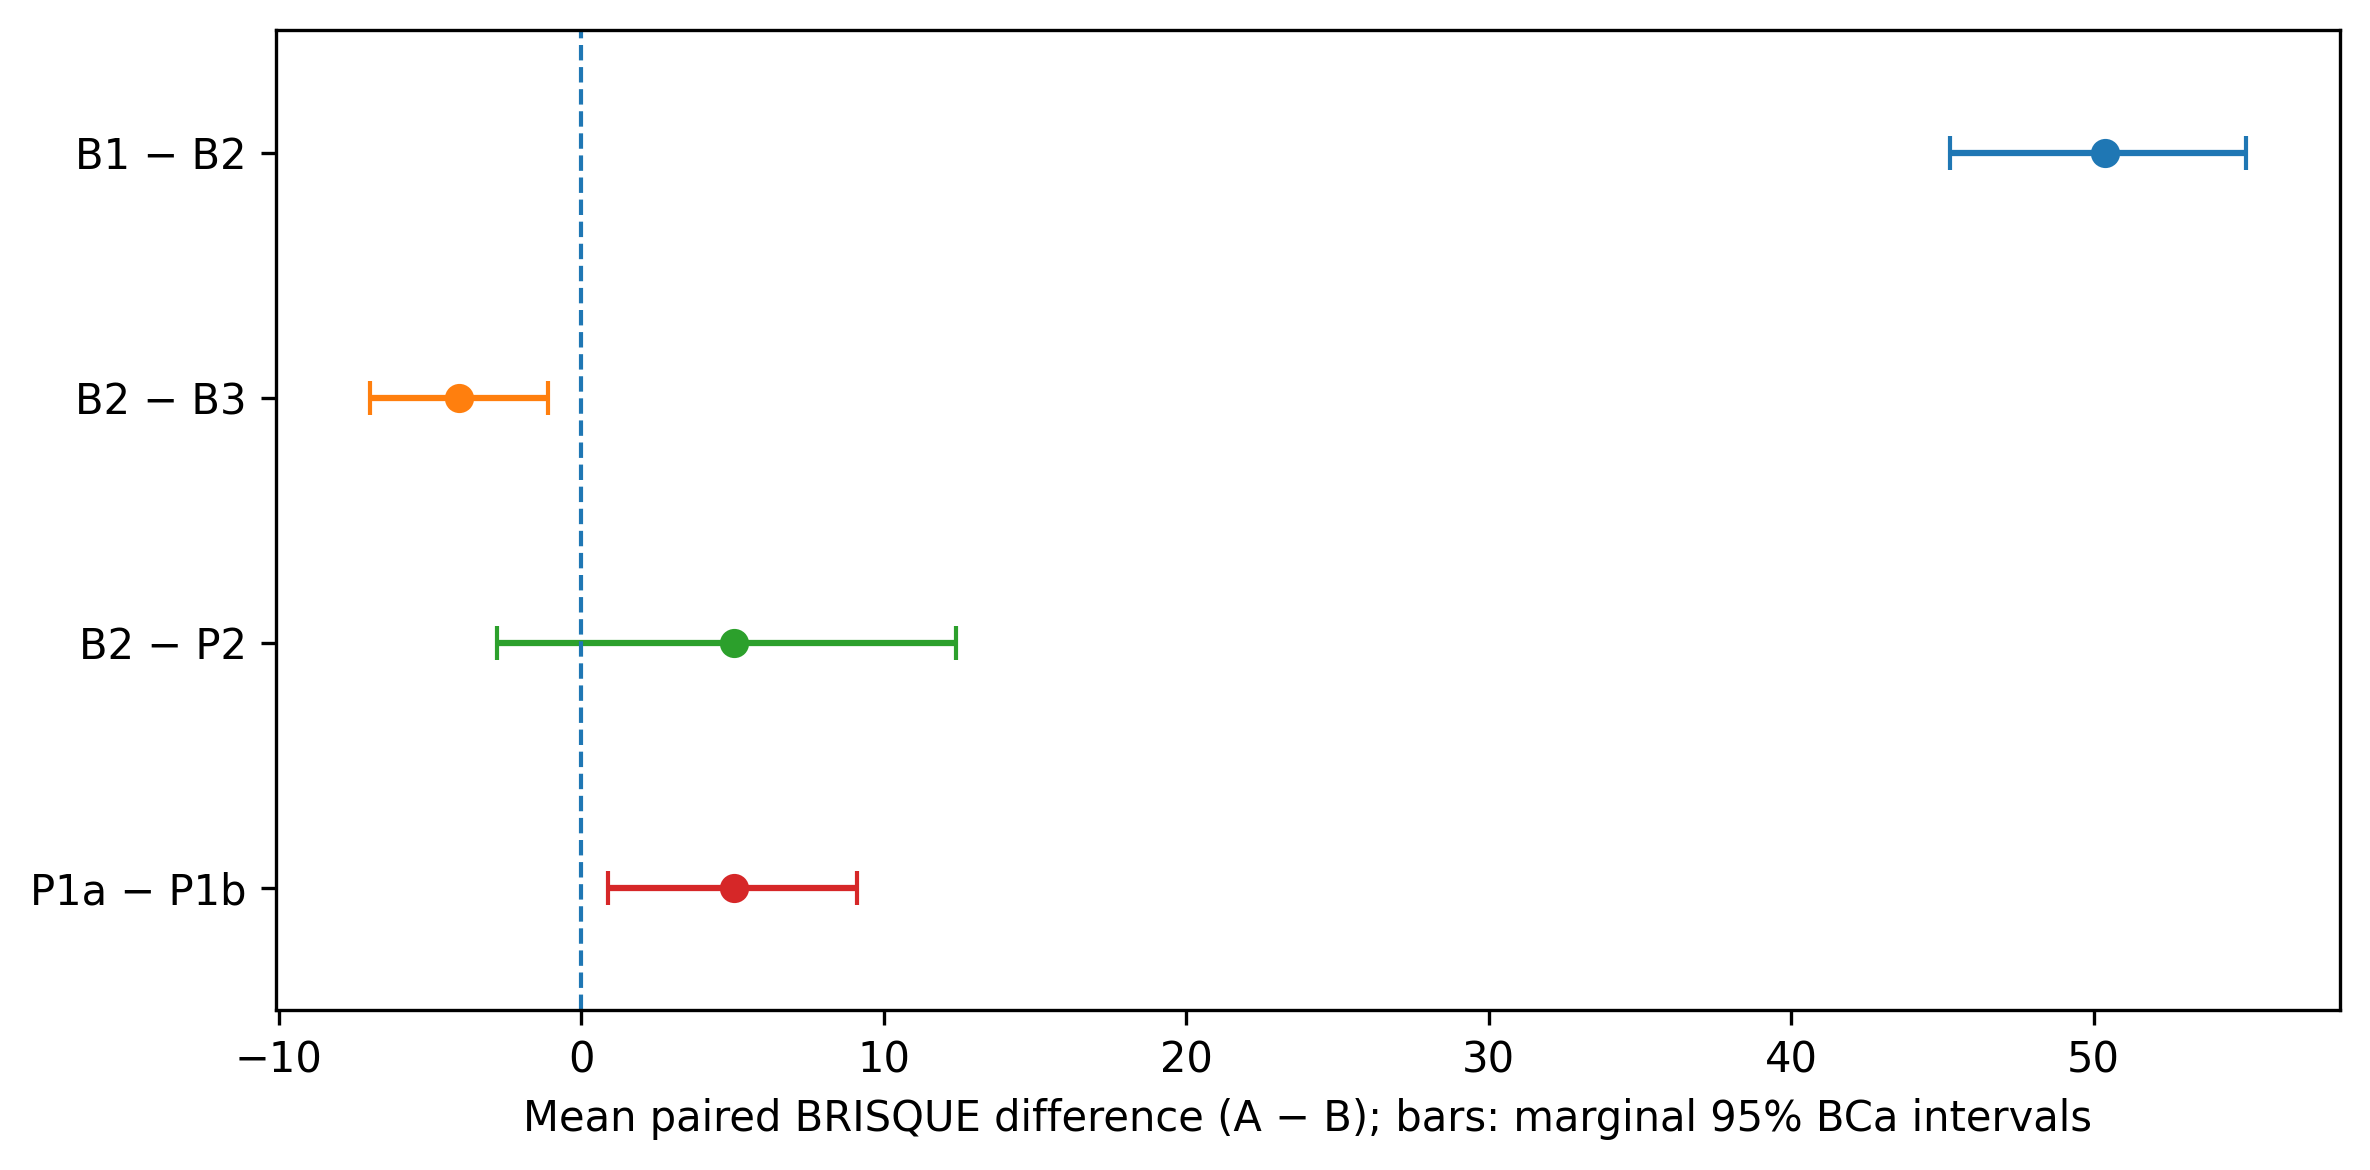 B1 − B2
B2 − B3
B2 − P2
P1a − P1b
−10 0 10 20 30 40 50
Mean paired BRISQUE difference (A − B); bars: marginal 95% BCa intervals